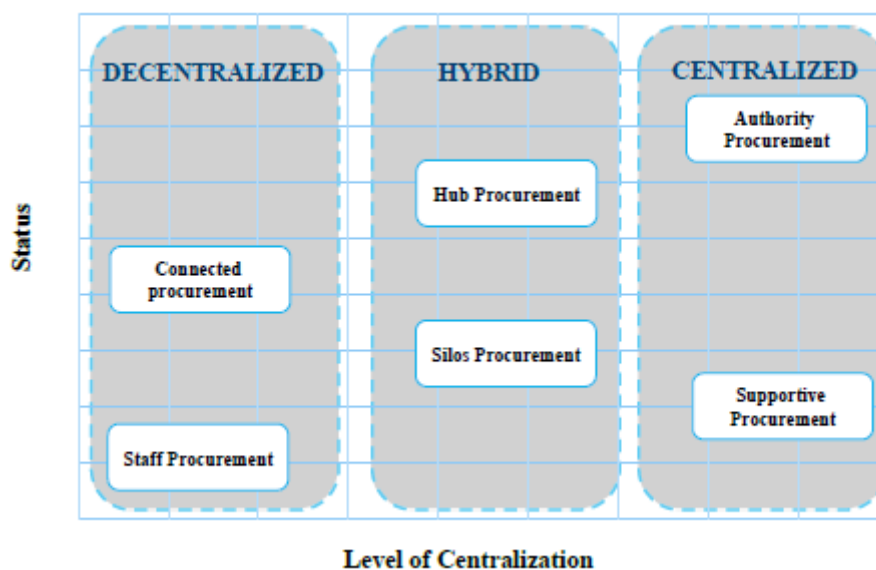 DECENTRALIZED
HYBRID
CENTRALIZED
Authority
Procurement
Hub Procurement
Status
Connected
procurement
Silos Procurement
Supportive
Procurement
Staff Procurement
Level of Centralization